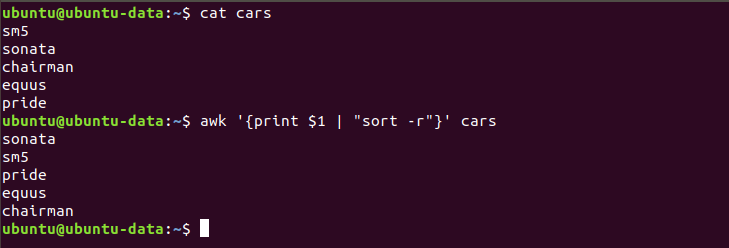 ubuntu@ubuntu-data:~$ cat cars
sm5
sonata
chairman
equus
pride
ubuntu@ubuntu-data:~$ awk '{print $1 | "sort -r"}' cars
sonata
sm5
pride
equus
chairman
ubuntu@ubuntu-data:~$